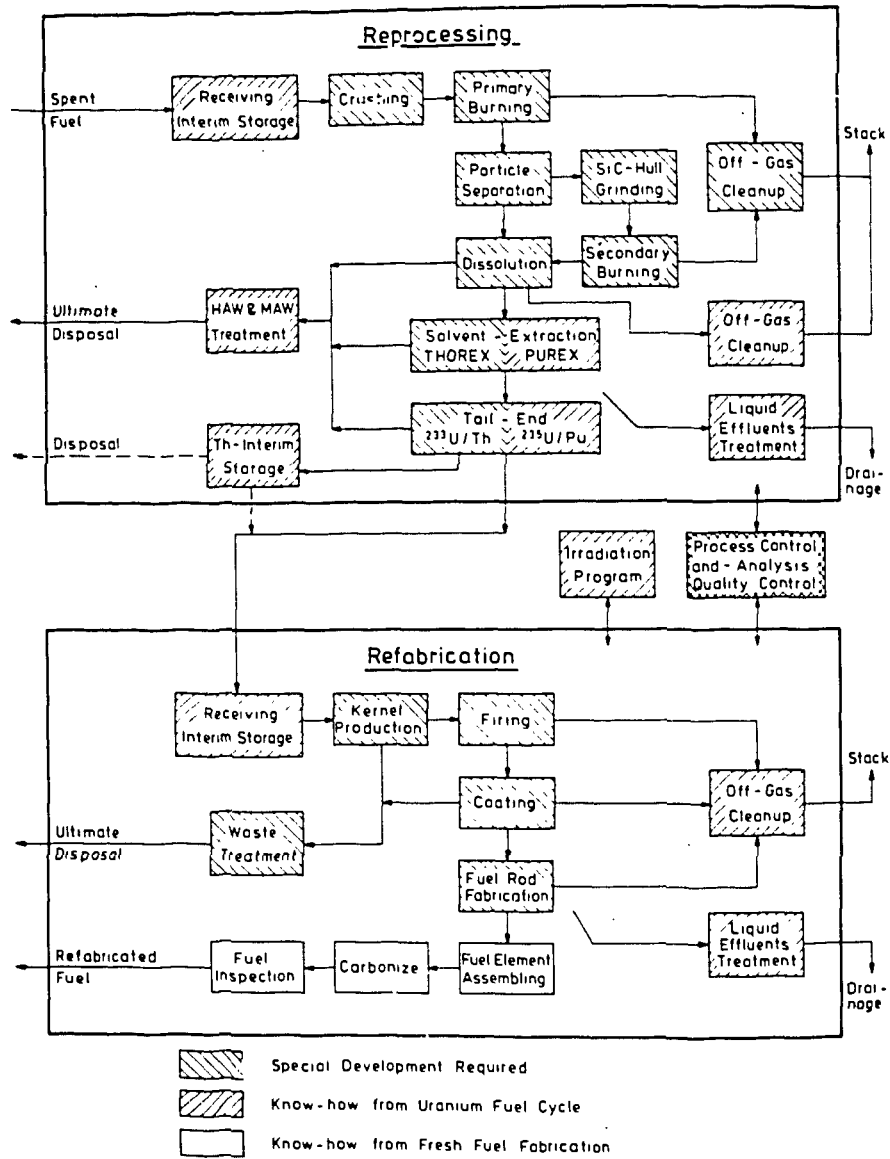 Reprocessing
Spent
Fuel
Receiving
Interim Storage
Crushing
Primary
Burning
Stack
Particle
Separation
SiC-Hull
Grinding
Off - Gas
Cleanup
Dissolution
Secondary
Burning
Ultimate
Disposal
HAW & MAW
Treatment
Off-Gas
Cleanup
Solvent - Extraction
THOREX PUREX
Tail - End
233U/Th 235U/Pu
Liquid
Effluents
Treatment
Disposal
Th-Interim
Storage
Drai-
nage
Irradiation
Program
Process Control
and - Analysis
Quality Control
Refabrication
Receiving
Interim Storage
Kernel
Production
Firing
Stack
Coating
Off-Gas
Cleanup
Ultimate
Disposal
Waste
Treatment
Fuel Rod
Fabrication
Liquid
Effluents
Treatment
Refabricated
Fuel
Fuel
Inspection
Carbonize
Fuel Element
Assembling
Drai-
nage
Special Development Required
Know-how from Uranium Fuel Cycle
Know-how from Fresh Fuel Fabrication